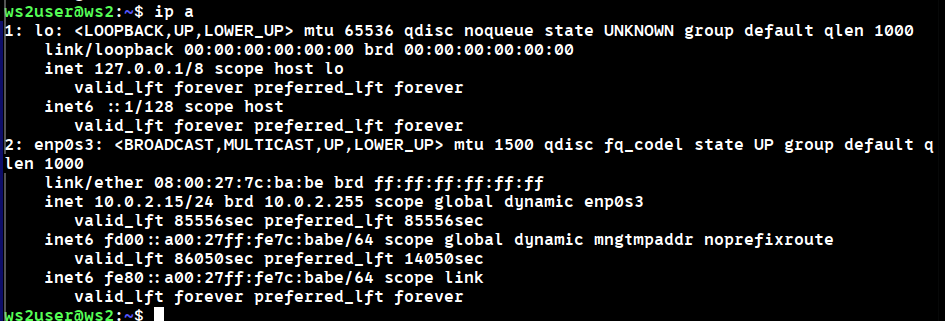 ws2user@ws2:~$ ip a
1: lo: <LOOPBACK,UP,LOWER_UP> mtu 65536 qdisc noqueue state UNKNOWN group default qlen 1000
    link/loopback 00:00:00:00:00:00 brd 00:00:00:00:00:00
    inet 127.0.0.1/8 scope host lo
       valid_lft forever preferred_lft forever
    inet6 ::1/128 scope host
       valid_lft forever preferred_lft forever
2: enp0s3: <BROADCAST,MULTICAST,UP,LOWER_UP> mtu 1500 qdisc fq_codel state UP group default q
len 1000
    link/ether 08:00:27:7c:ba:be brd ff:ff:ff:ff:ff:ff
    inet 10.0.2.15/24 brd 10.0.2.255 scope global dynamic enp0s3
       valid_lft 85556sec preferred_lft 85556sec
    inet6 fd00::a00:27ff:fe7c:babe/64 scope global dynamic mngtmpaddr noprefixroute
       valid_lft 86050sec preferred_lft 14050sec
    inet6 fe80::a00:27ff:fe7c:babe/64 scope link
       valid_lft forever preferred_lft forever
ws2user@ws2:~$